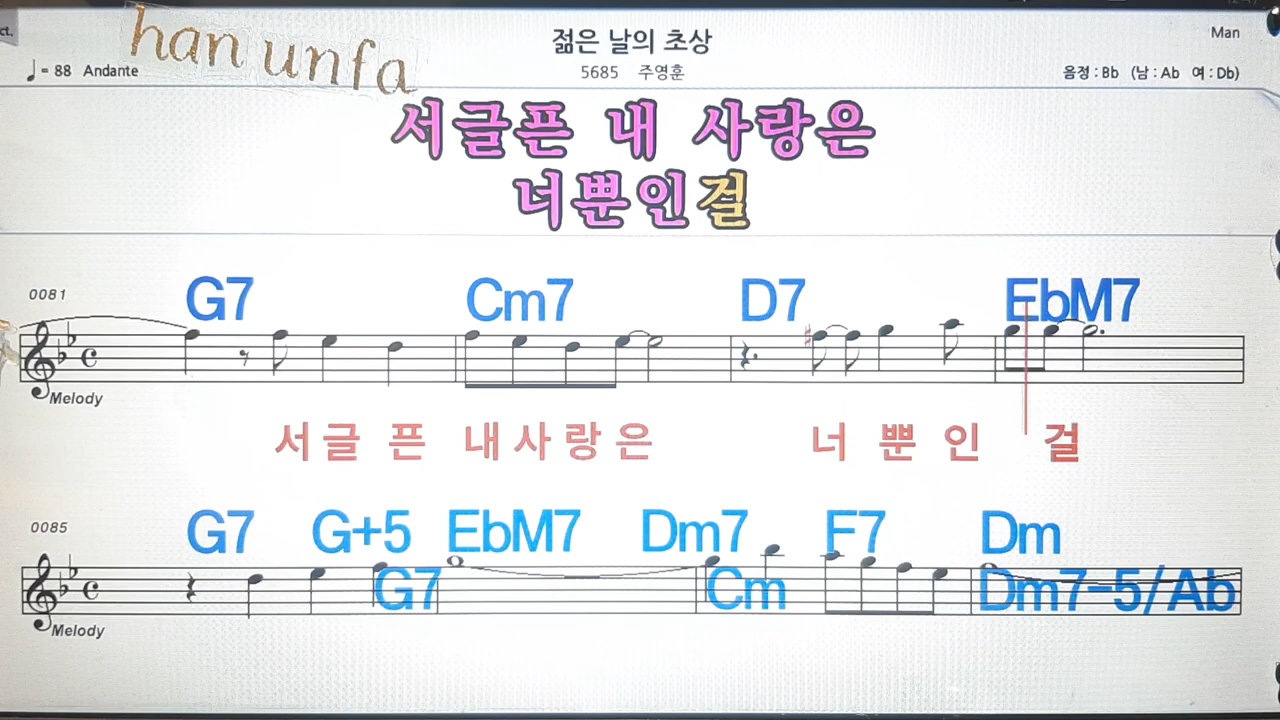 ct.
han unfa
젊은 날의 초상
Man
♩= 88 Andante
5685 주영훈
음정 : Bb (남 : Ab 여 : Db)
서글픈 내 사랑은
너뿐인걸
0081
G7 Cm7 D7 EbM7
Melody
서 글 픈 내 사 랑 은 너 뿐 인 걸
0085
G7 G+5 EbM7 Dm7 F7 Dm
G7 Cm Dm7-5/Ab
Melody